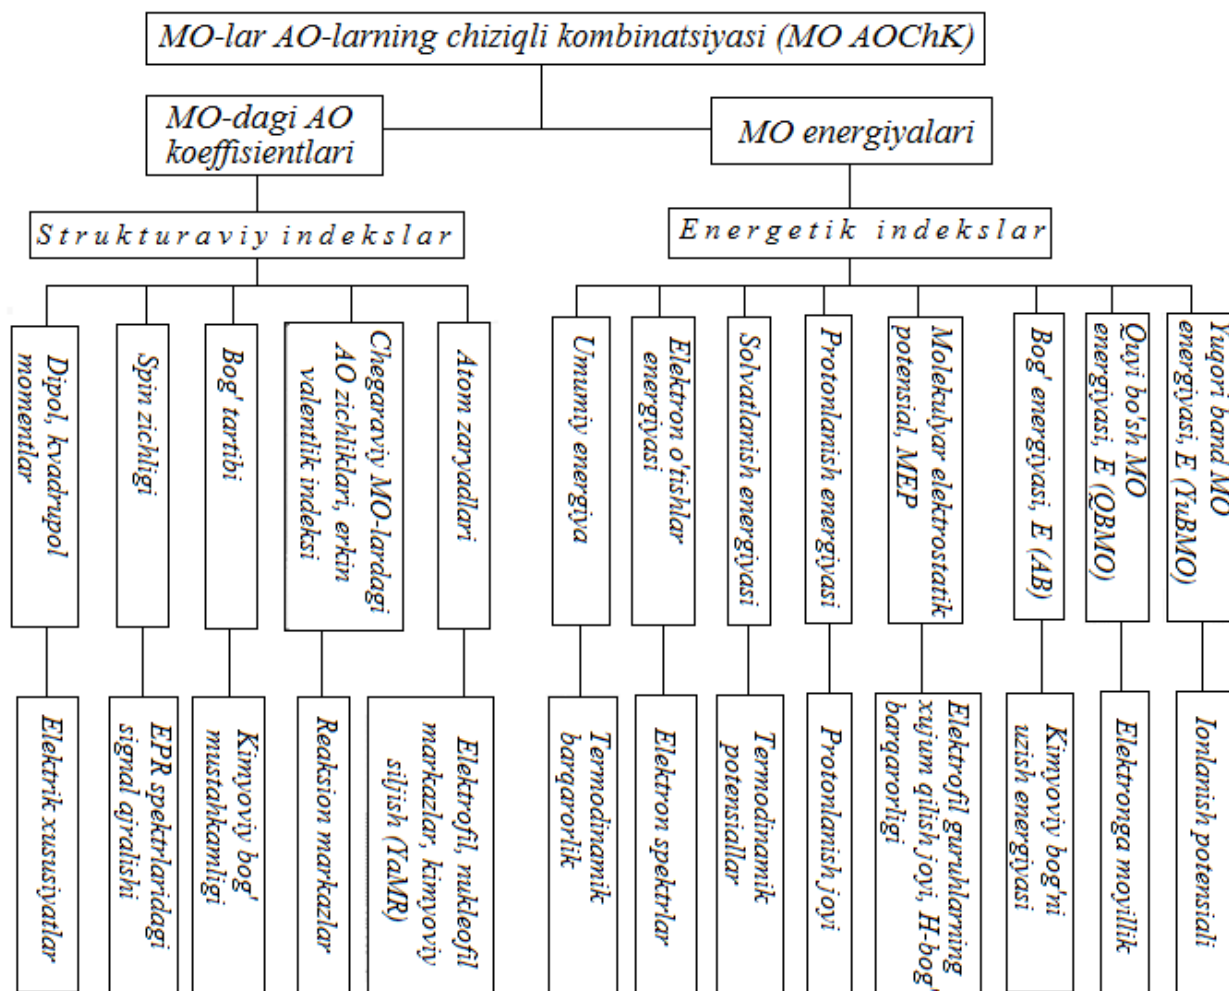 MO-lar AO-larning chiziqli kombinatsiyasi (MO AOChK)
MO-dagi AO
koeffisientlari
MO energiyalari
Strukturaviy indekslar
Energetik indekslar
Dipol, kvadrupol
momentlar
Spin zichligi
Bog' tartibi
Chegaraviy MO-lardagi
AO zichliklari, erkin
valentlik indeksi
Atom zaryadlari
Umumiy energiya
Elektron o'tishlar
energiyasi
Solvatlanish energiyasi
Protonlanish energiyasi
Molekulyar elektrostatik
potensial, MEP
Bog' energiyasi, E (AB)
Quyi bo'sh MO
energiyasi, E (QBMO)
Yuqori band MO
energiyasi, E (YuBMO)
Elektrik xususiyatlar
EPR spektrlaridagi
signal ajralishi
Kimyoviy bog'
mustahkamligi
Reaksion markazlar
Elektrofil, nukleofil
markazlar, kimyoviy
siljish (YaMR)
Termodinamik
barqarorlik
Elektron spektrlar
Termodinamik
potensiallar
Protonlanish joyi
Elektrofil guruhlarning
xujum qilish joyi, H-bog'
barqarorligi
Kimyoviy bog'ni
uzish energiyasi
Elektronga moyillik
Ionlanish potensiali